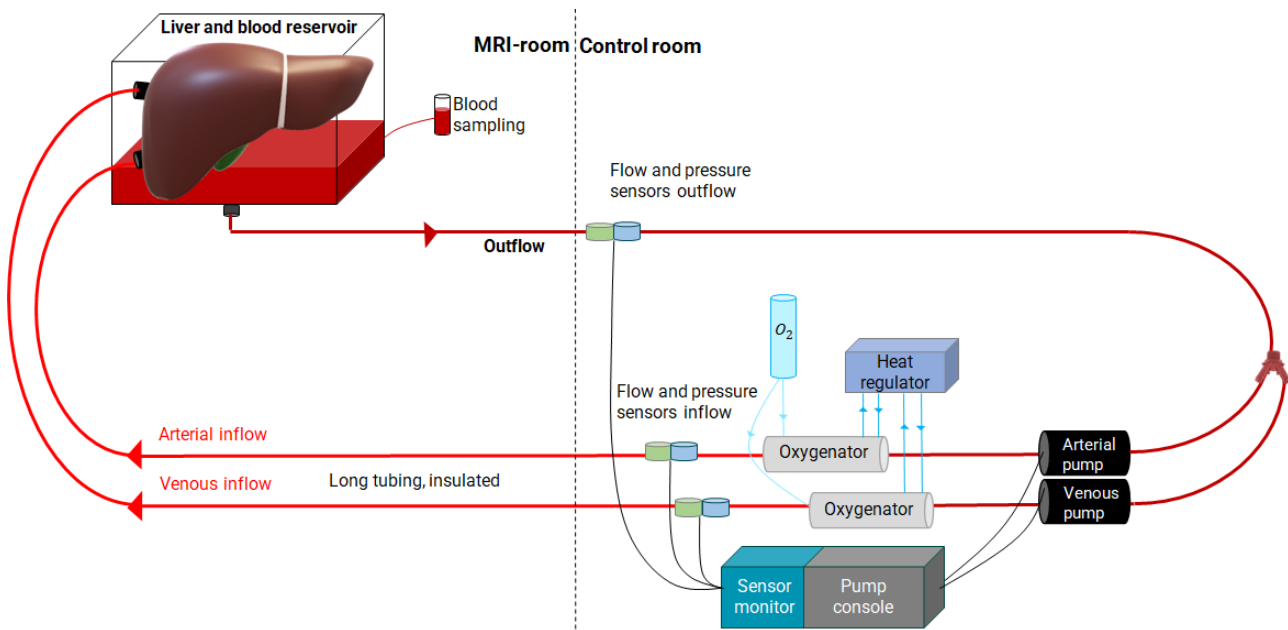 Liver and blood reservoir
MRI-room
Control room
Blood
sampling
Flow and pressure
sensors outflow
Outflow
O₂
Heat
regulator
Flow and pressure
sensors inflow
Arterial inflow
Oxygenator
Arterial
pump
Venous inflow
Long tubing, insulated
Oxygenator
Venous
pump
Sensor
monitor
Pump
console